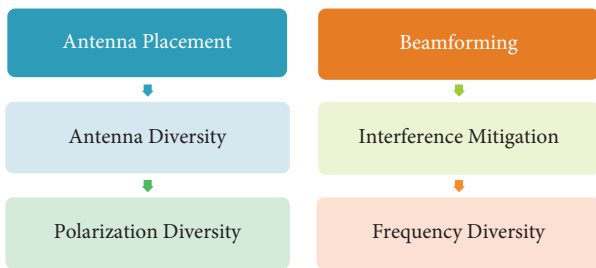 Antenna Placement
Antenna Diversity
Polarization Diversity
Beamforming
Interference Mitigation
Frequency Diversity